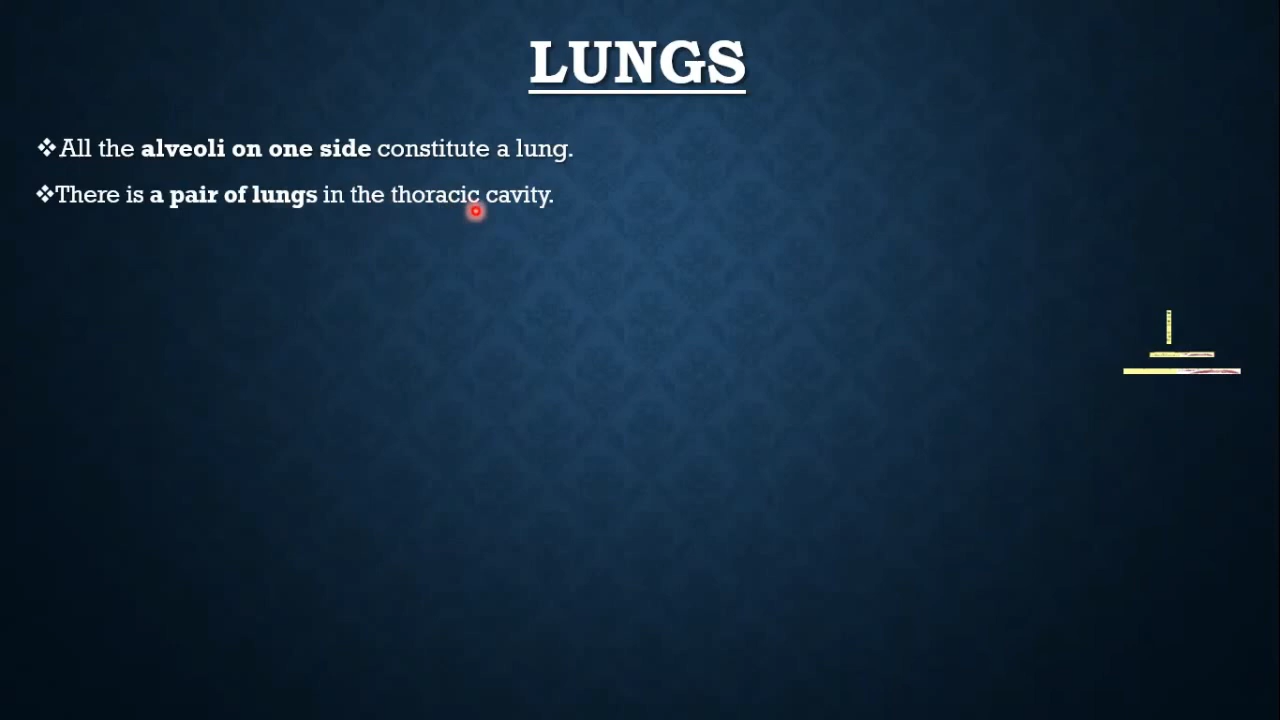 LUNGS
❖All the alveoli on one side constitute a lung.
❖There is a pair of lungs in the thoracic cavity.